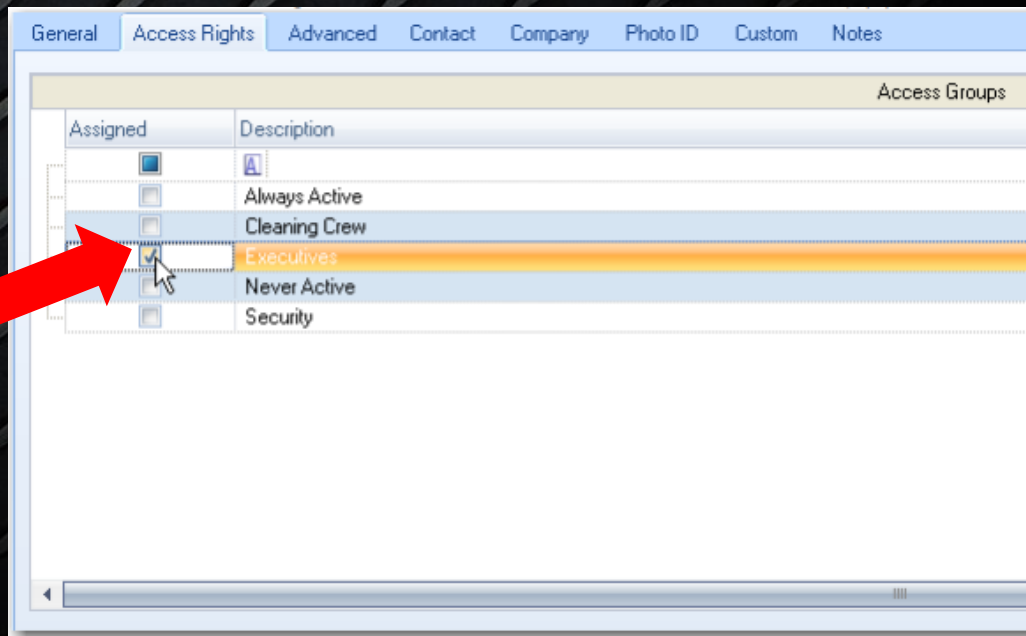 General Access Rights Advanced Contact Company Photo ID Custom Notes
Access Groups
Assigned Description
A
Always Active
Cleaning Crew
Executives
Never Active
Security